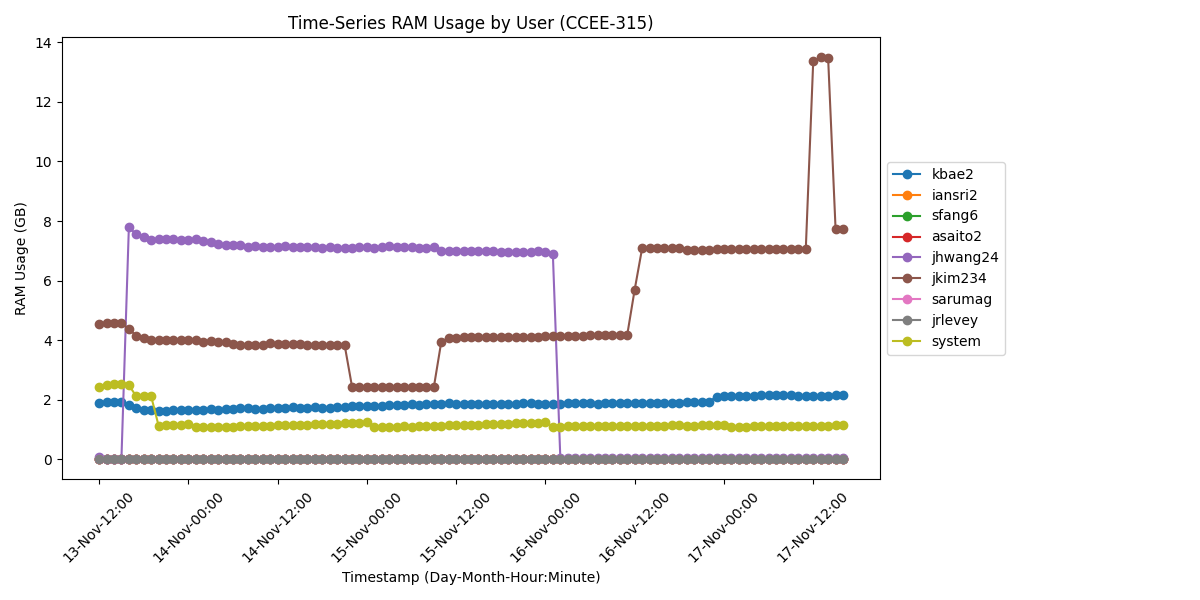 Time-Series RAM Usage by User (CCEE-315)
RAM Usage (GB)
14
12
10
8
6
4
2
0
13-Nov-12:00
14-Nov-00:00
14-Nov-12:00
15-Nov-00:00
15-Nov-12:00
16-Nov-00:00
16-Nov-12:00
17-Nov-00:00
17-Nov-12:00
Timestamp (Day-Month-Hour:Minute)
kbae2
iansri2
sfang6
asaito2
jhwang24
jkim234
sarumag
jrlevey
system